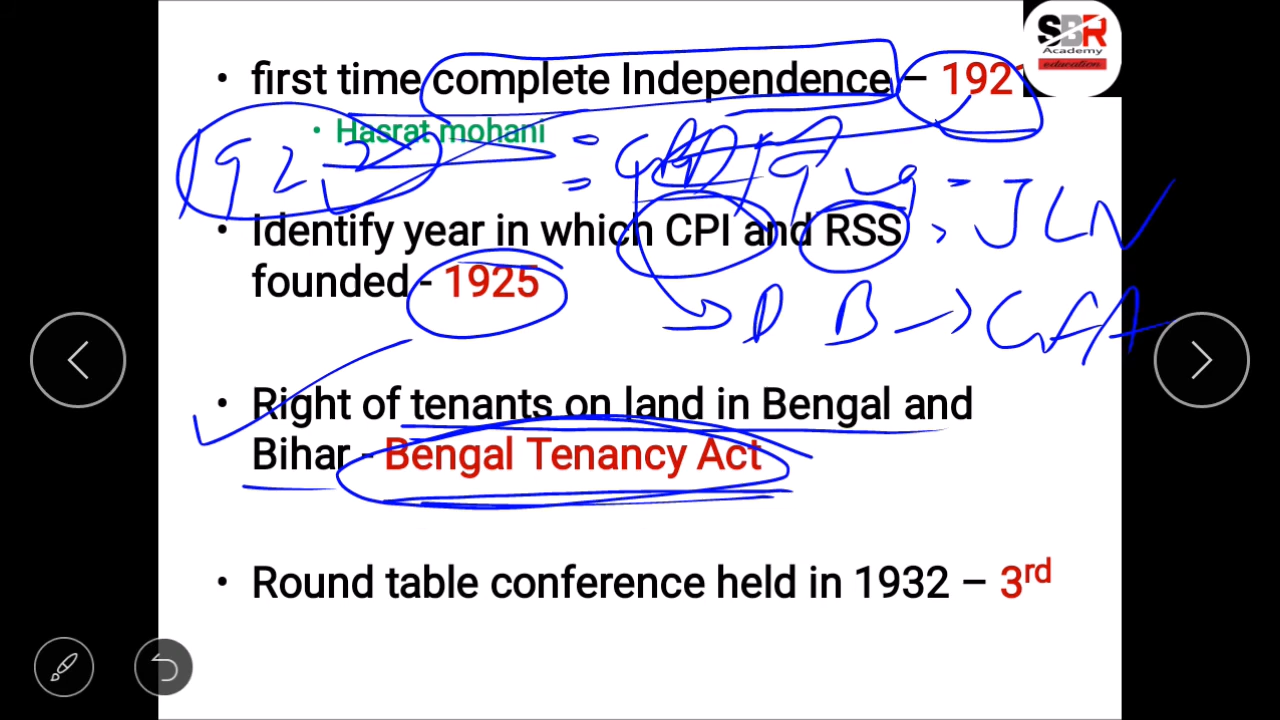 SBR
Academy
education
• first time complete Independence – 1921
• Hasrat mohani
1922
1929 = JLN
• Identify year in which CPI and RSS
founded - 1925
D B → GFA
• Right of tenants on land in Bengal and
Bihar - Bengal Tenancy Act
• Round table conference held in 1932 – 3rd